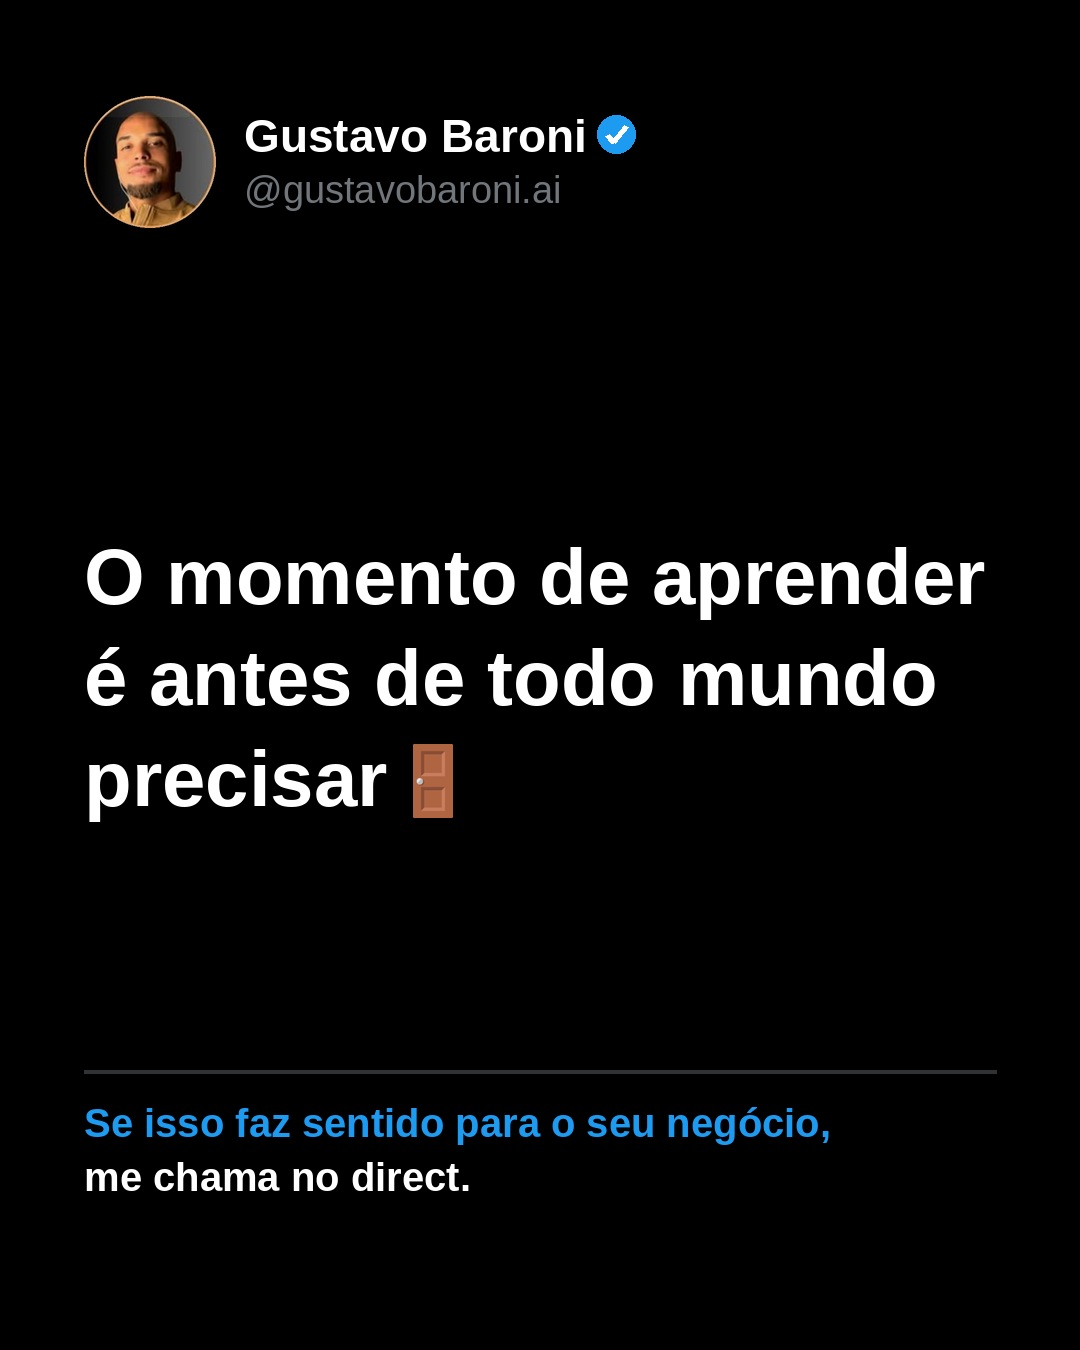 Gustavo Baroni
@gustavobaroni.ai
O momento de aprender
é antes de todo mundo
precisar 🚪
Se isso faz sentido para o seu negócio,
me chama no direct.